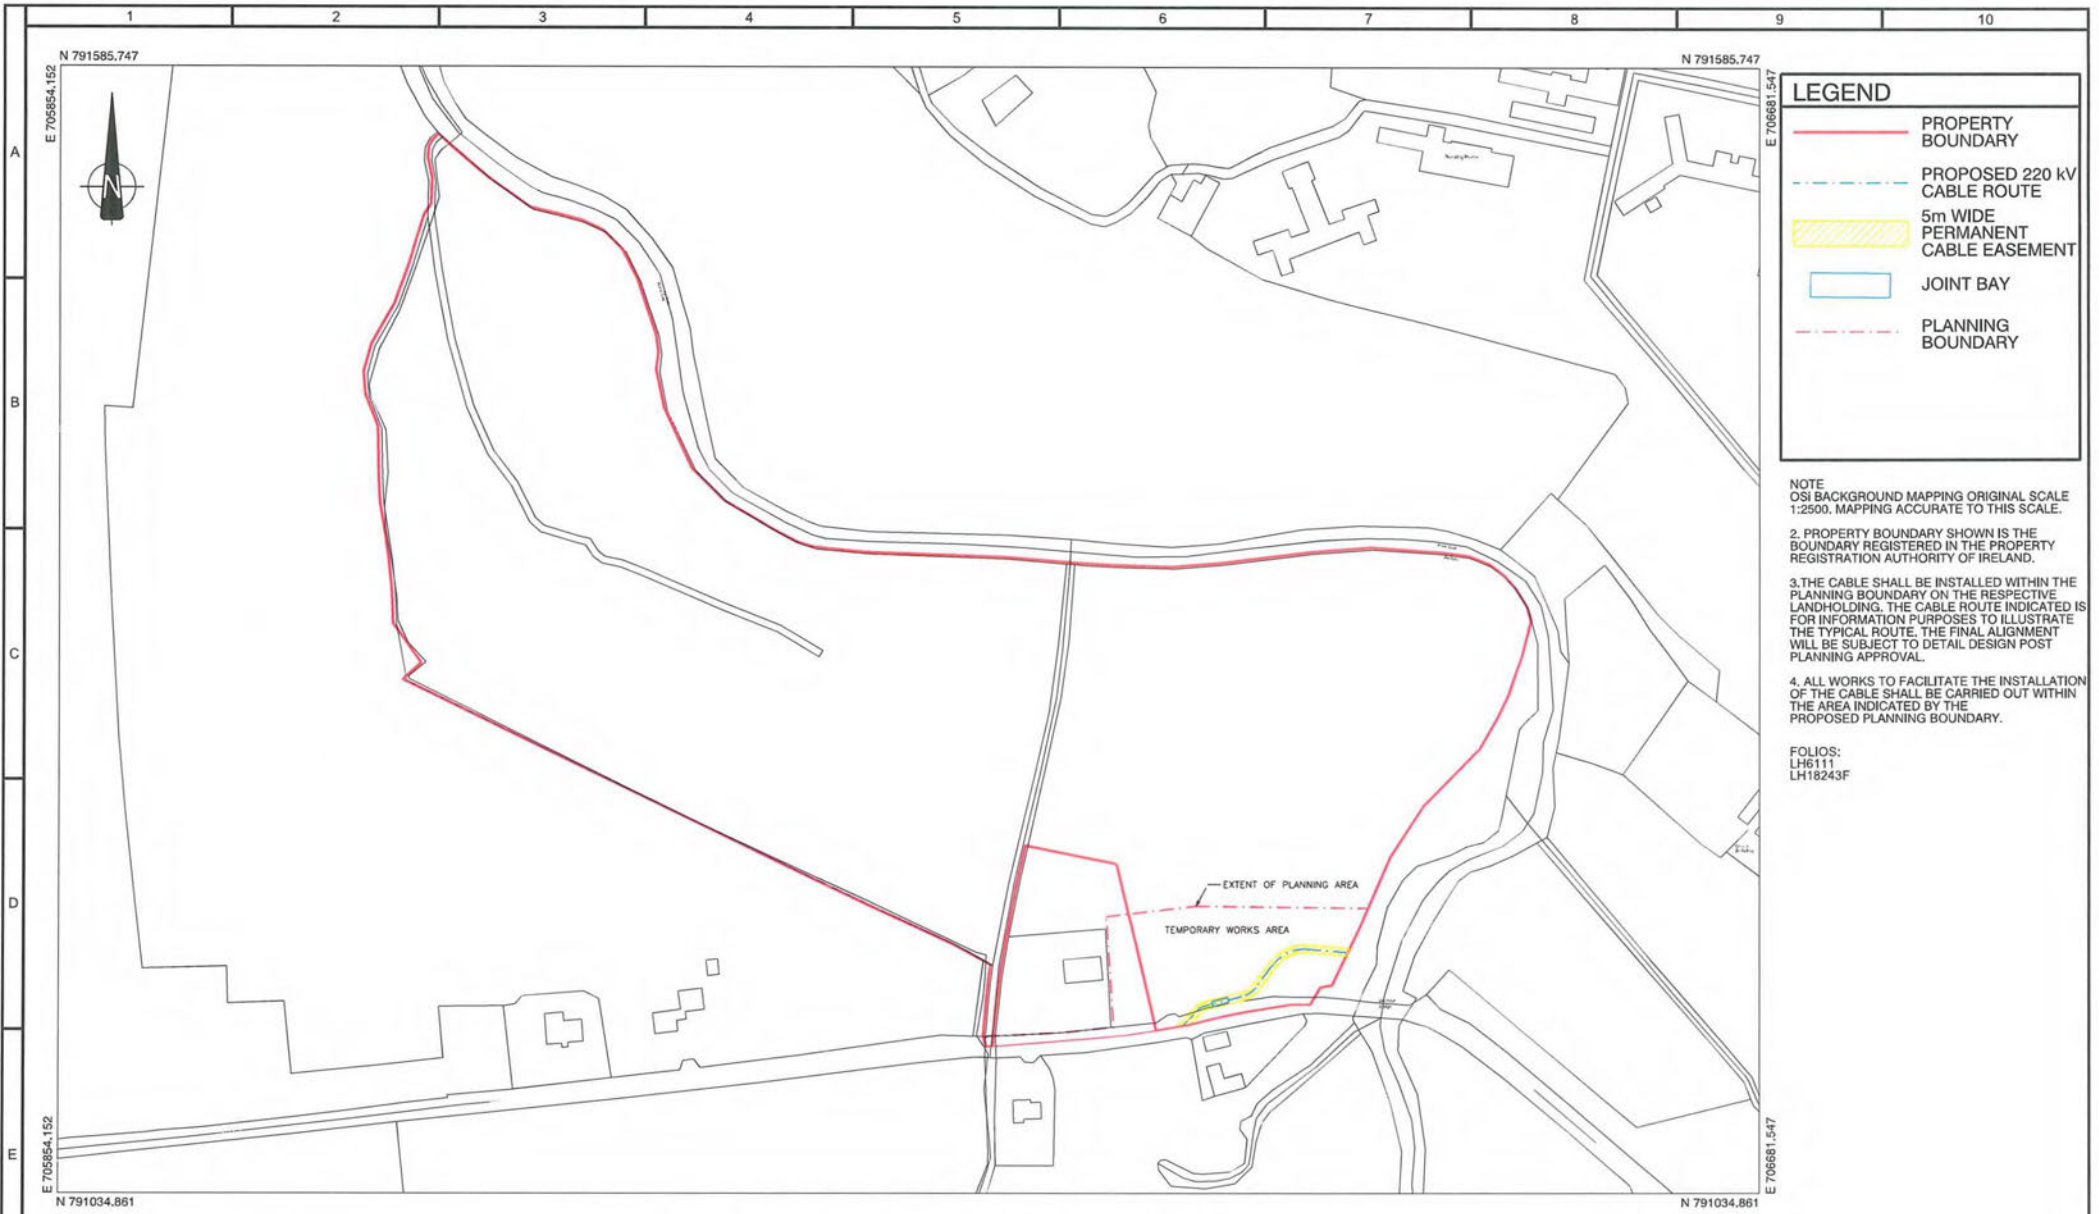 1 2 3 4 5 6 7 8 9 10
N 791585.747
N 791585.747
E 705854.152
E 706681.547
A
B
C
D
E
N
EXTENT OF PLANNING AREA
TEMPORARY WORKS AREA
E 705854.152
E 706681.547
N 791034.861
N 791034.861
LEGEND
PROPERTY
BOUNDARY
PROPOSED 220 kV
CABLE ROUTE
5m WIDE
PERMANENT
CABLE EASEMENT
JOINT BAY
PLANNING
BOUNDARY
NOTE
OSi BACKGROUND MAPPING ORIGINAL SCALE
1:2500. MAPPING ACCURATE TO THIS SCALE.
2. PROPERTY BOUNDARY SHOWN IS THE
BOUNDARY REGISTERED IN THE PROPERTY
REGISTRATION AUTHORITY OF IRELAND.
3.THE CABLE SHALL BE INSTALLED WITHIN THE
PLANNING BOUNDARY ON THE RESPECTIVE
LANDHOLDING. THE CABLE ROUTE INDICATED IS
FOR INFORMATION PURPOSES TO ILLUSTRATE
THE TYPICAL ROUTE. THE FINAL ALIGNMENT
WILL BE SUBJECT TO DETAIL DESIGN POST
PLANNING APPROVAL.
4. ALL WORKS TO FACILITATE THE INSTALLATION
OF THE CABLE SHALL BE CARRIED OUT WITHIN
THE AREA INDICATED BY THE
PROPOSED PLANNING BOUNDARY.
FOLIOS:
LH6111
LH18243F